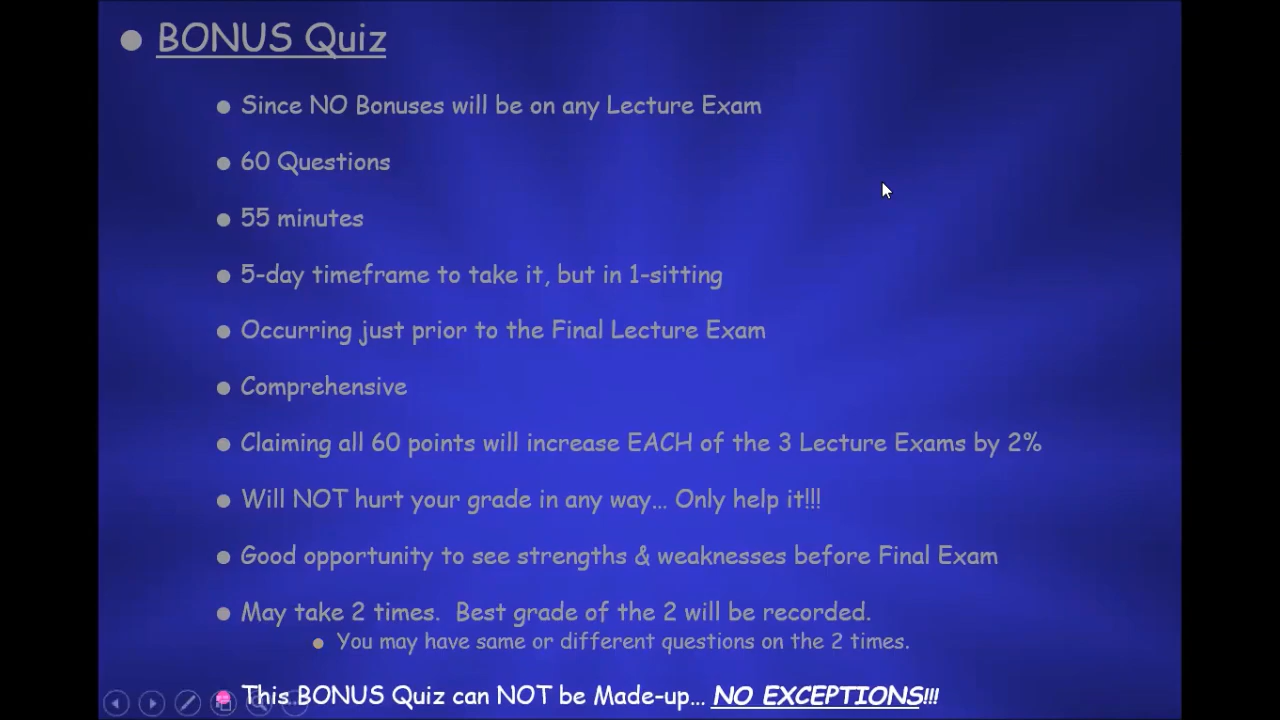 BONUS Quiz
Since NO Bonuses will be on any Lecture Exam
60 Questions
55 minutes
5-day timeframe to take it, but in 1-sitting
Occurring just prior to the Final Lecture Exam
Comprehensive
Claiming all 60 points will increase EACH of the 3 Lecture Exams by 2%
Will NOT hurt your grade in any way... Only help it!!!
Good opportunity to see strengths & weaknesses before Final Exam
May take 2 times.  Best grade of the 2 will be recorded.
You may have same or different questions on the 2 times.
This BONUS Quiz can NOT be Made-up... NO EXCEPTIONS!!!